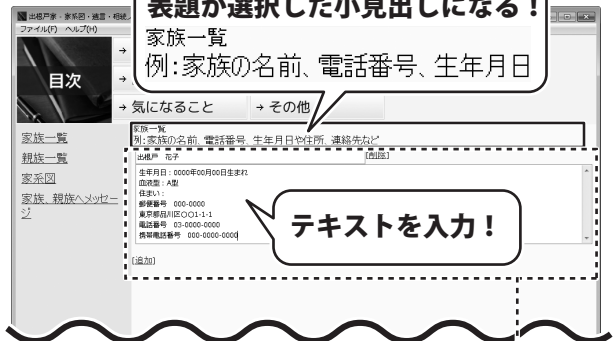 表題が選択した小見出しになる！
家族一覧
例：家族の名前、電話番号、生年月日
出根戸家 - 家系図・遺言・相続
ファイル(F) ヘルプ(H)
目次
→
→
→ 気になること
→ その他
家族一覧
親族一覧
家系図
家族、親族へメッセージ
家族一覧
例：家族の名前、電話番号、生年月日や住所、連絡先など
出根戸　花子
[削除]
生年月日：0000年00月00日生まれ
血液型：A型
住まい：
郵便番号　000-0000
東京都品川区〇〇1-1-1
電話番号　03-0000-0000
携帯電話番号　000-0000-0000
テキストを入力！
[追加]